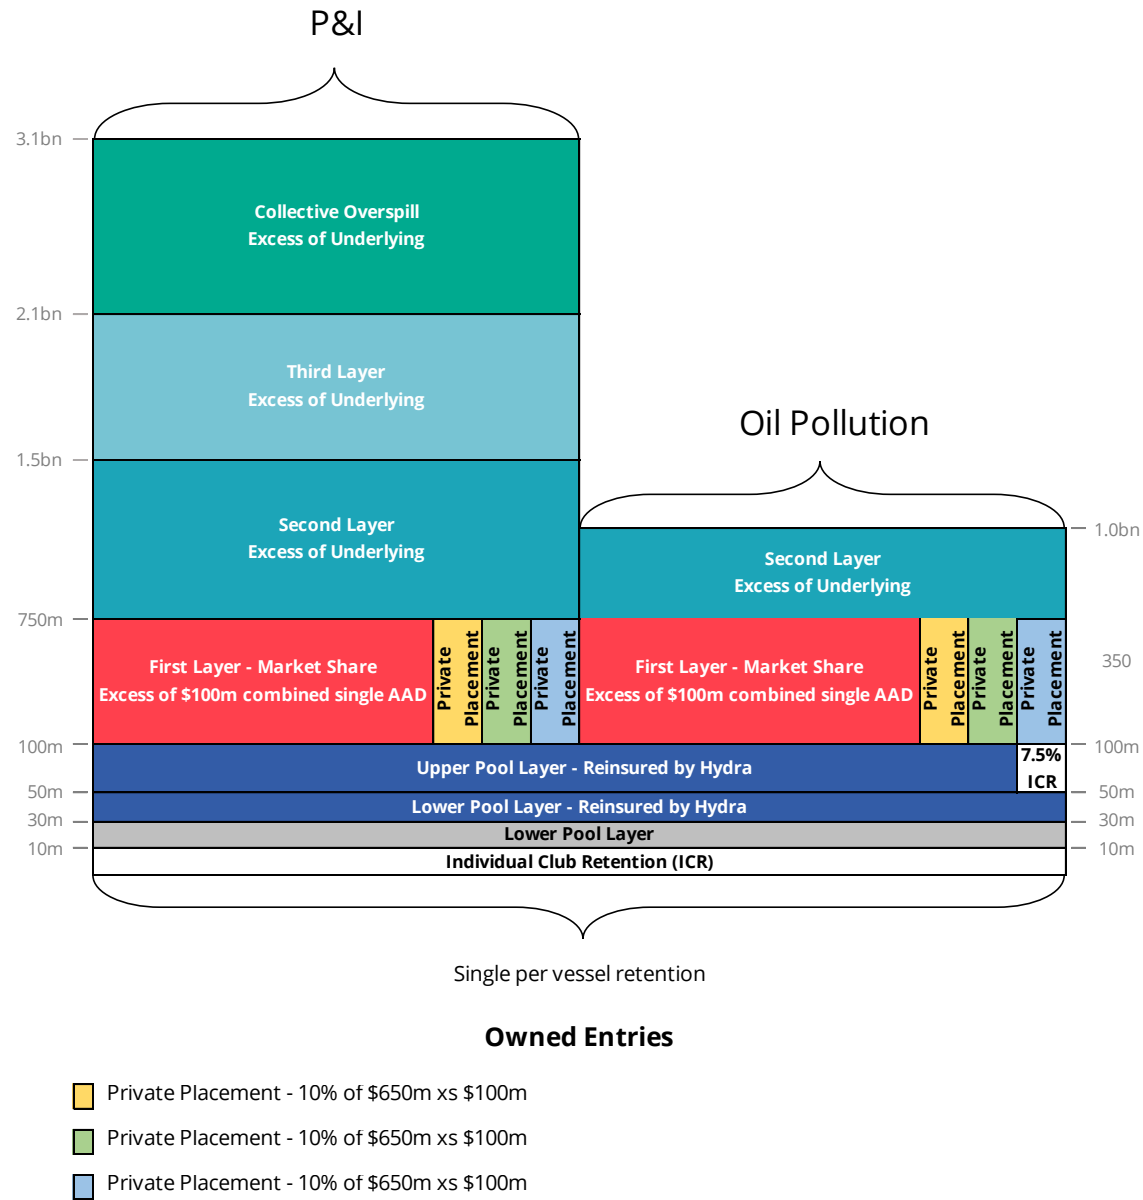 P&I
3.1bn
Collective Overspill
Excess of Underlying
2.1bn
Third Layer
Excess of Underlying
Oil Pollution
1.5bn
Second Layer
Excess of Underlying
1.0bn
Second Layer
Excess of Underlying
750m
First Layer - Market Share
Excess of $100m combined single AAD
Private
Placement
Private
Placement
Private
Placement
First Layer - Market Share
Excess of $100m combined single AAD
Private
Placement
Private
Placement
Private
Placement
350
100m
Upper Pool Layer - Reinsured by Hydra
7.5%
ICR
100m
50m
Lower Pool Layer - Reinsured by Hydra
50m
30m
Lower Pool Layer
30m
10m
Individual Club Retention (ICR)
10m
Single per vessel retention
Owned Entries
Private Placement - 10% of $650m xs $100m
Private Placement - 10% of $650m xs $100m
Private Placement - 10% of $650m xs $100m